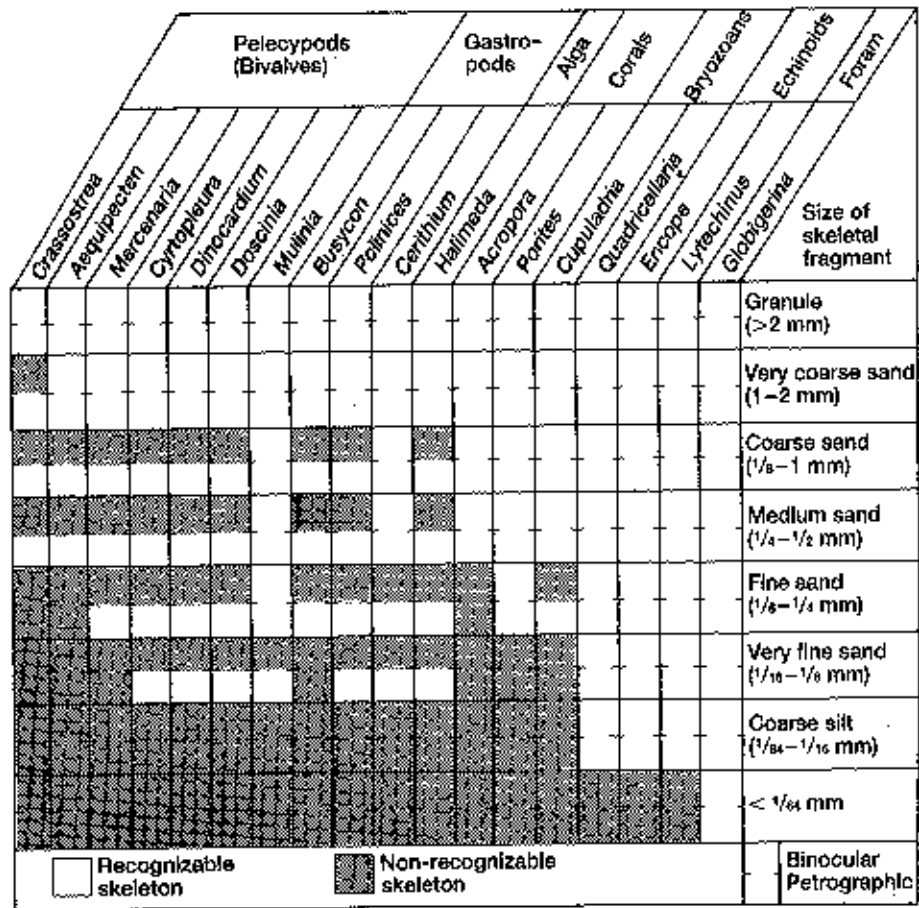 Pelecypods
(Bivalves)
Gastro-
pods
Alga
Corals
Bryozoans
Echinoids
Foram
Crassostrea
Aequipecten
Mercenaria
Cyrtopleura
Dinocardium
Doscinia
Mulinia
Busycon
Polinices
Cerithium
Halimeda
Acropora
Porites
Cupuladria
Quadricellaria
Encope
Lytechinus
Globigerina
Size of
skeletal
fragment
Granule
(>2 mm)
Very coarse sand
(1–2 mm)
Coarse sand
(1/8–1 mm)
Medium sand
(1/4–1/2 mm)
Fine sand
(1/8–1/4 mm)
Very fine sand
(1/16–1/8 mm)
Coarse silt
(1/64–1/16 mm)
< 1/64 mm
Recognizable
skeleton
Non-recognizable
skeleton
Binocular
Petrographic